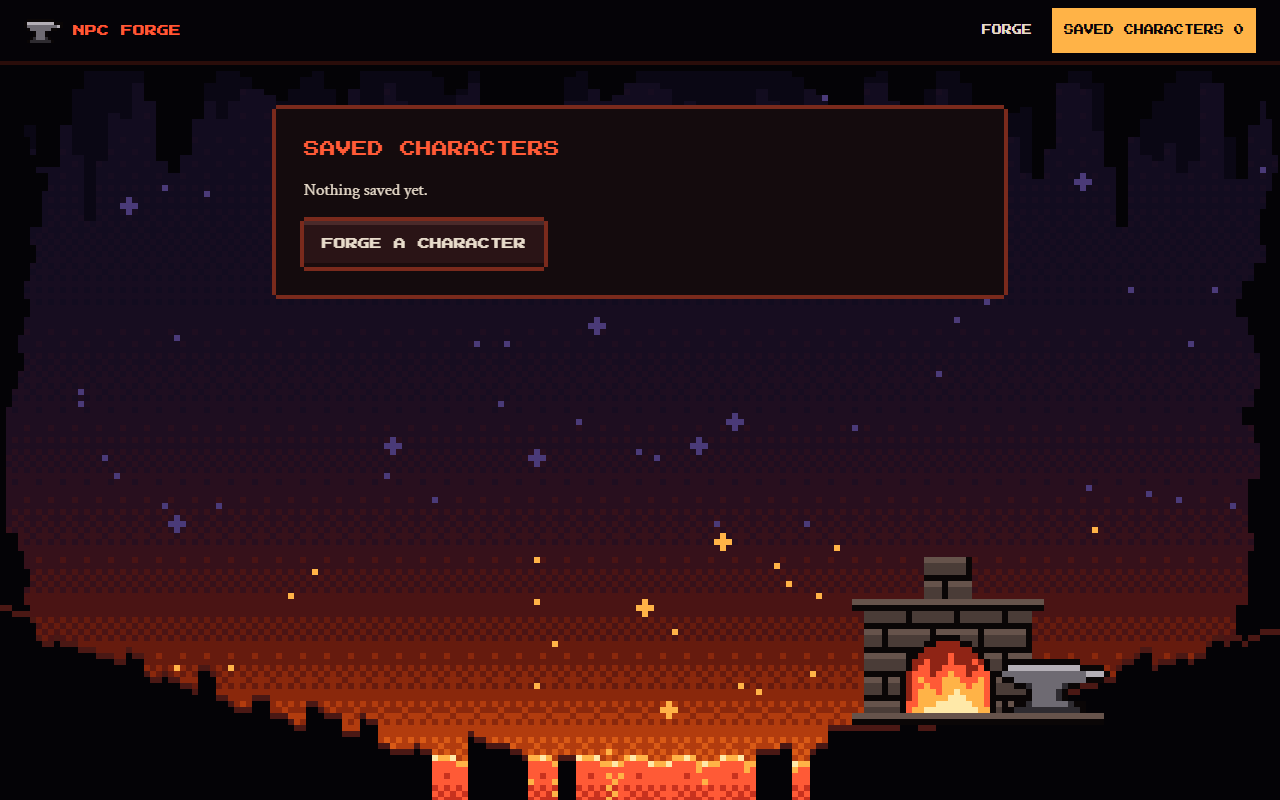 NPC FORGE
FORGE
SAVED CHARACTERS 0
SAVED CHARACTERS
Nothing saved yet.
FORGE A CHARACTER